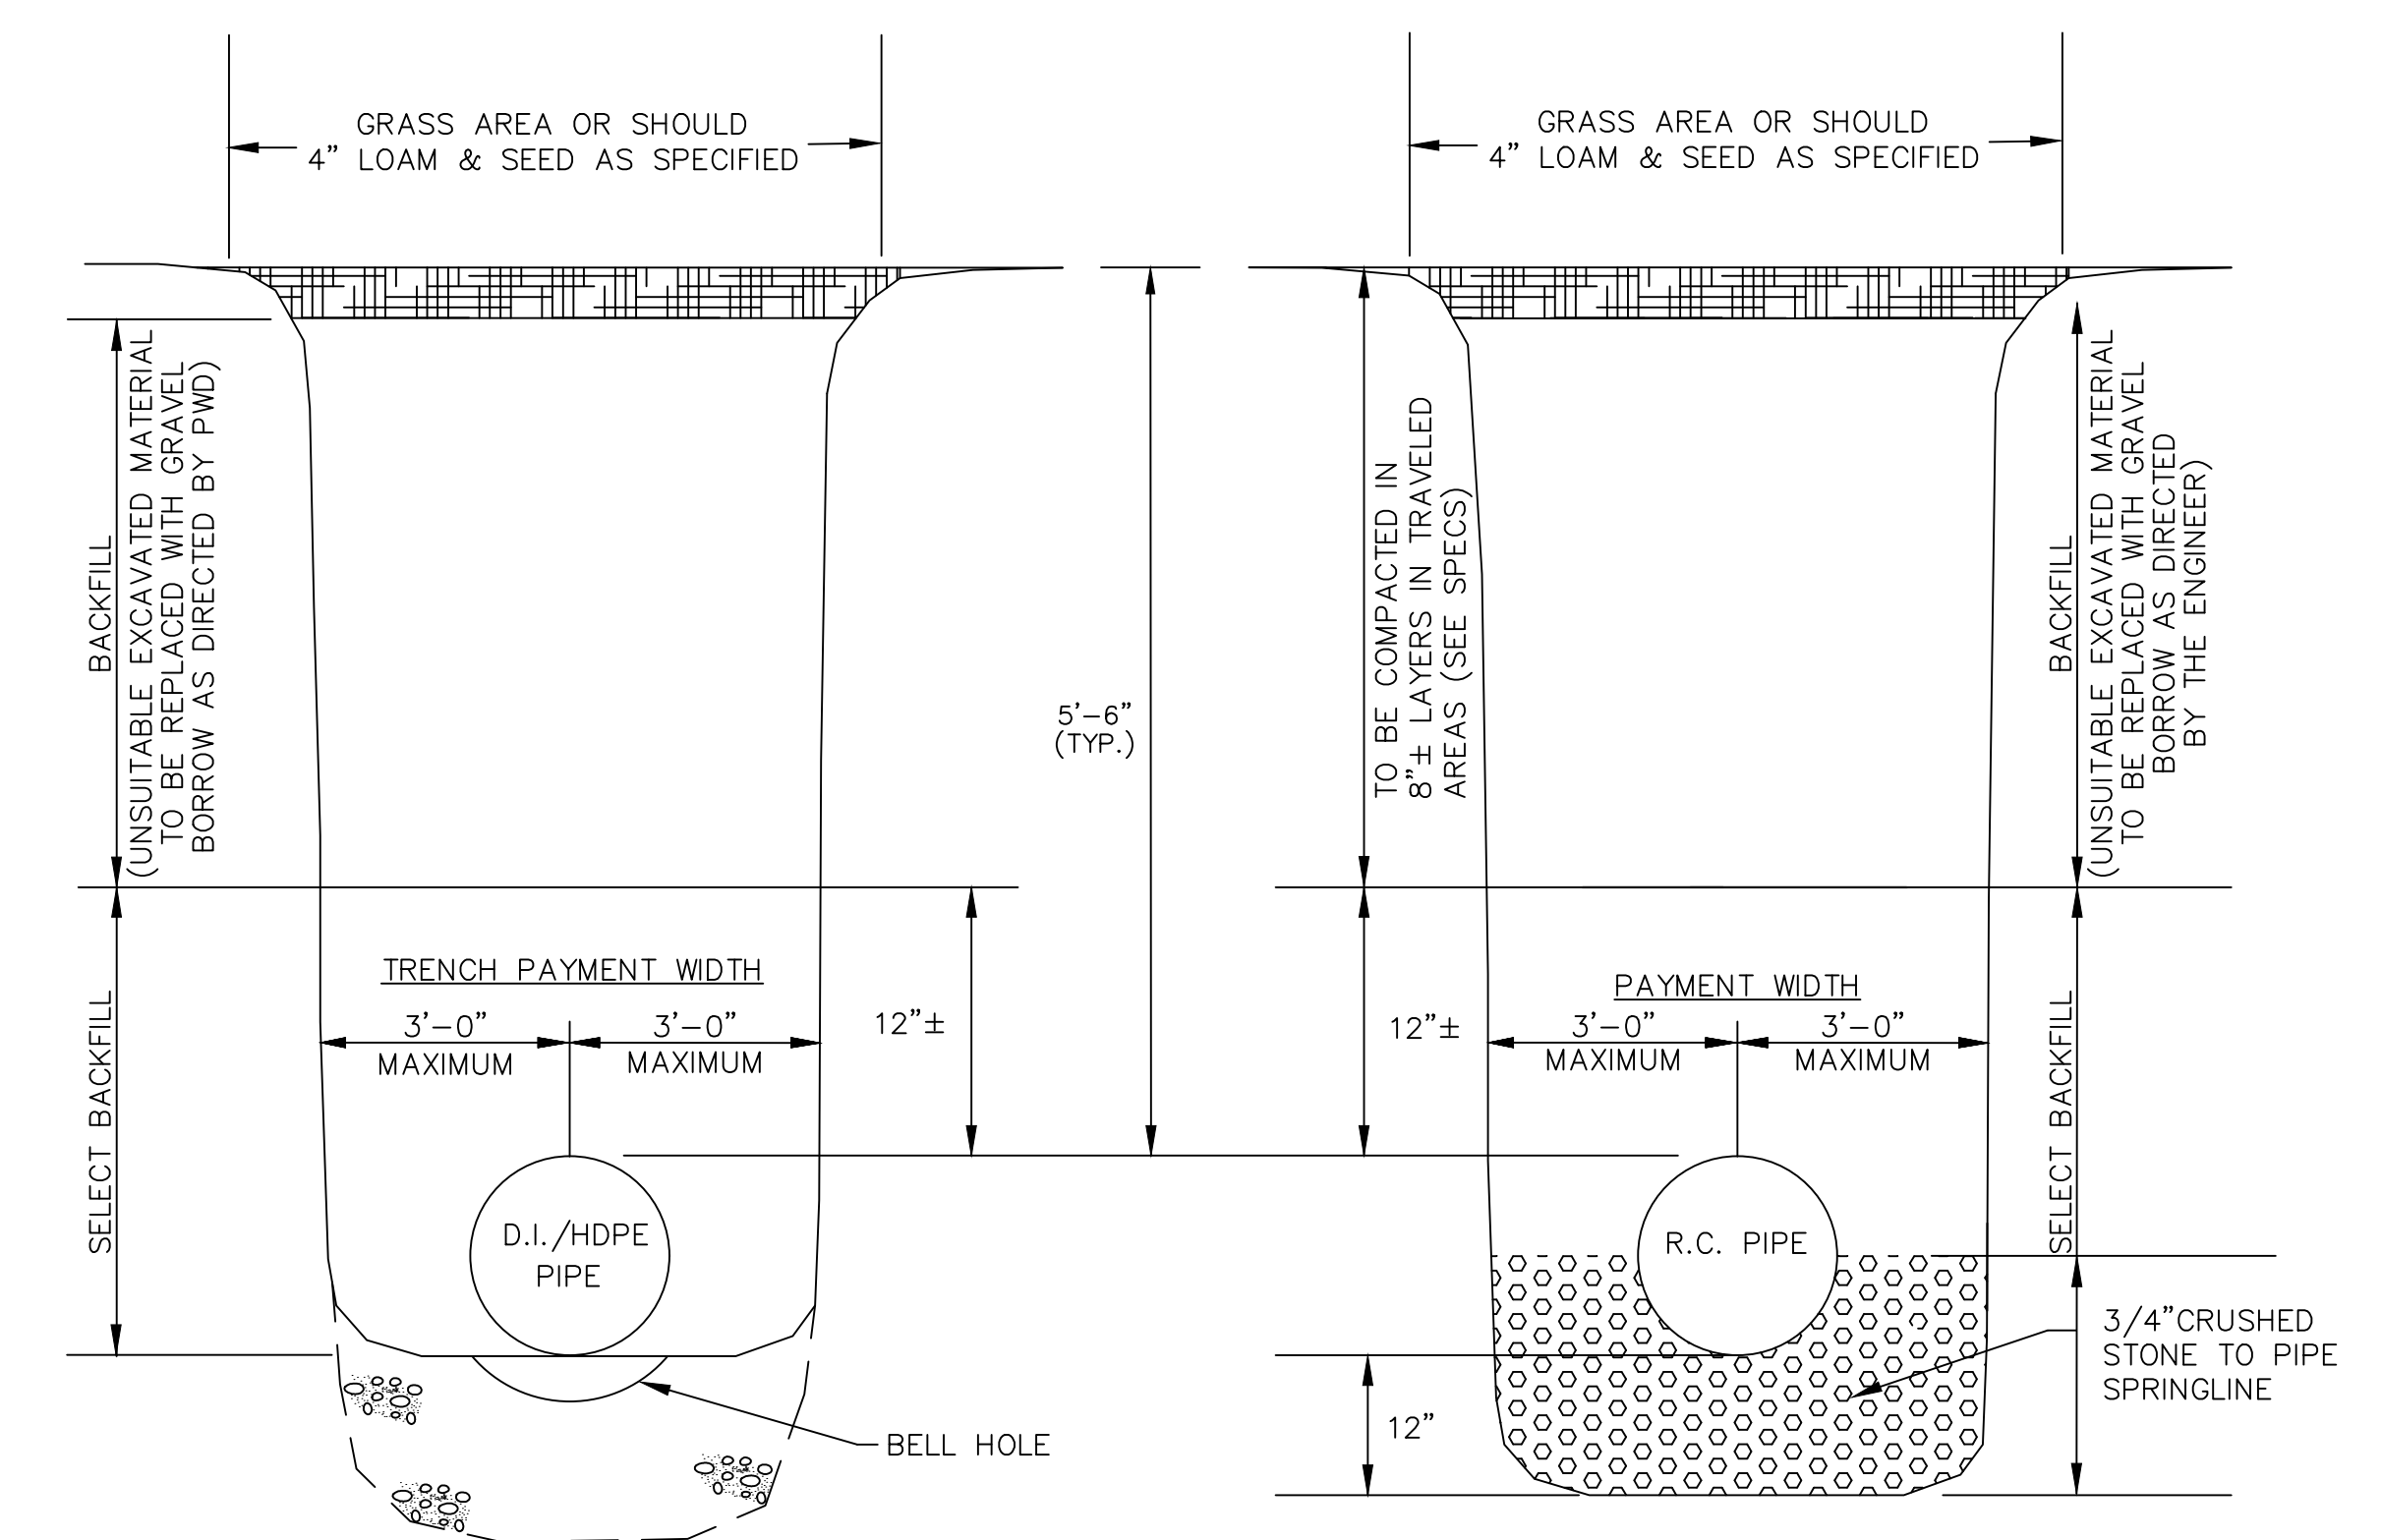 GRASS AREA OR SHOULD
4" LOAM & SEED AS SPECIFIED
BACKFILL
(UNSUITABLE EXCAVATED MATERIAL
TO BE REPLACED WITH GRAVEL
BORROW AS DIRECTED BY PWD)
SELECT BACKFILL
TRENCH PAYMENT WIDTH
3'-0" 3'-0"
MAXIMUM MAXIMUM
12"±
D.I./HDPE
PIPE
BELL HOLE
5'-6"
(TYP.)
GRASS AREA OR SHOULD
4" LOAM & SEED AS SPECIFIED
TO BE COMPACTED IN
8"± LAYERS IN TRAVELED
AREAS (SEE SPECS)
BACKFILL
(UNSUITABLE EXCAVATED MATERIAL
TO BE REPLACED WITH GRAVEL
BORROW AS DIRECTED
BY THE ENGINEER)
12"±
PAYMENT WIDTH
3'-0" 3'-0"
MAXIMUM MAXIMUM
SELECT BACKFILL
R.C. PIPE
3/4"CRUSHED
STONE TO PIPE
SPRINGLINE
12"